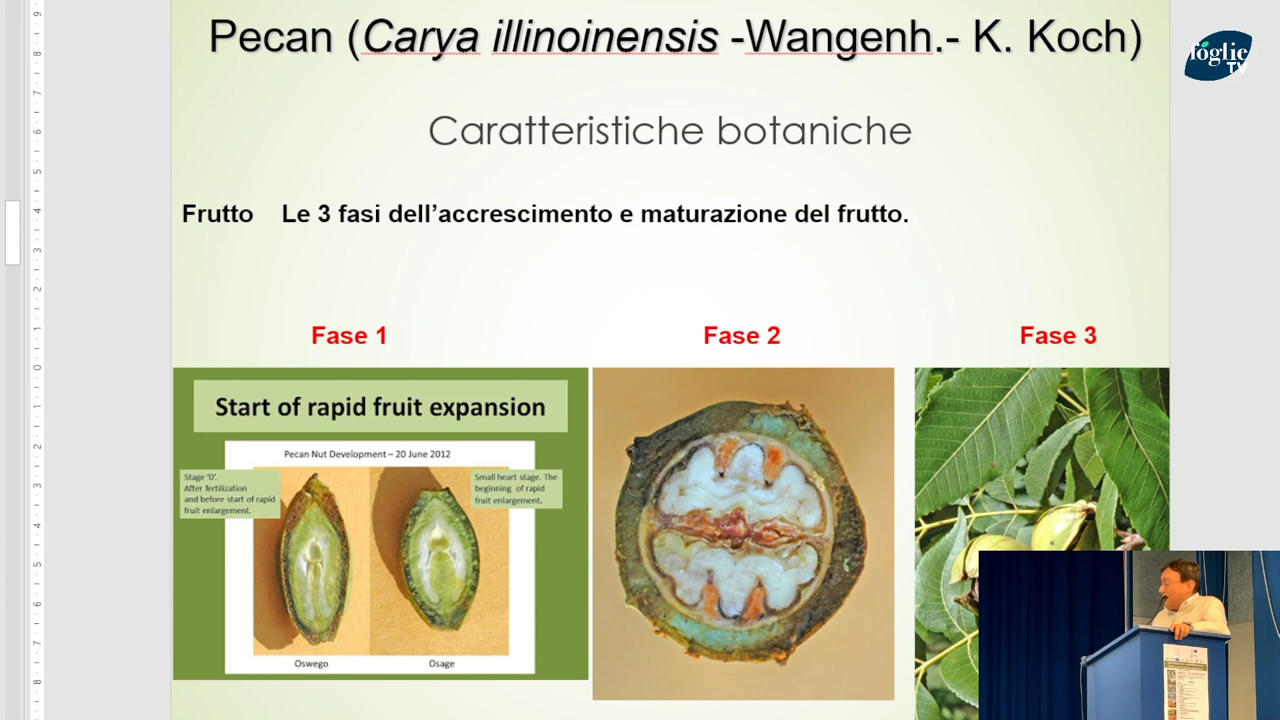 Pecan (Carya illinoinensis -Wangenh.- K. Koch)
foglie
TV
Caratteristiche botaniche
Frutto Le 3 fasi dell'accrescimento e maturazione del frutto.
Fase 1
Fase 2
Fase 3
Start of rapid fruit expansion
Pecan Nut Development – 20 June 2012
Stage '0'.
After fertilization
and before start of rapid
fruit enlargement.
Small heart stage. The
beginning of rapid
fruit enlargement.
Oswego
Osage